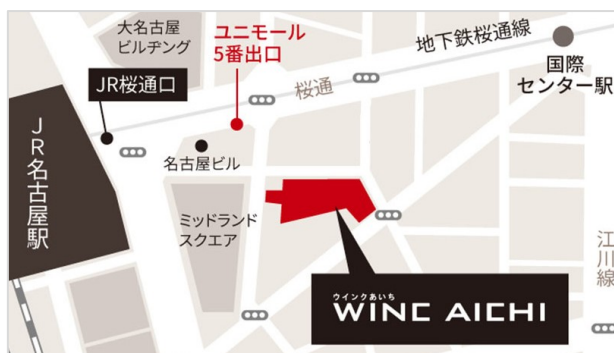 大名古屋
ビルヂング
ユニモール
5番出口
地下鉄桜通線
国際
センター駅
JR桜通口
桜通
JR名古屋駅
名古屋ビル
ミッドランド
スクエア
江川線
ウインクあいち
WINC AICHI